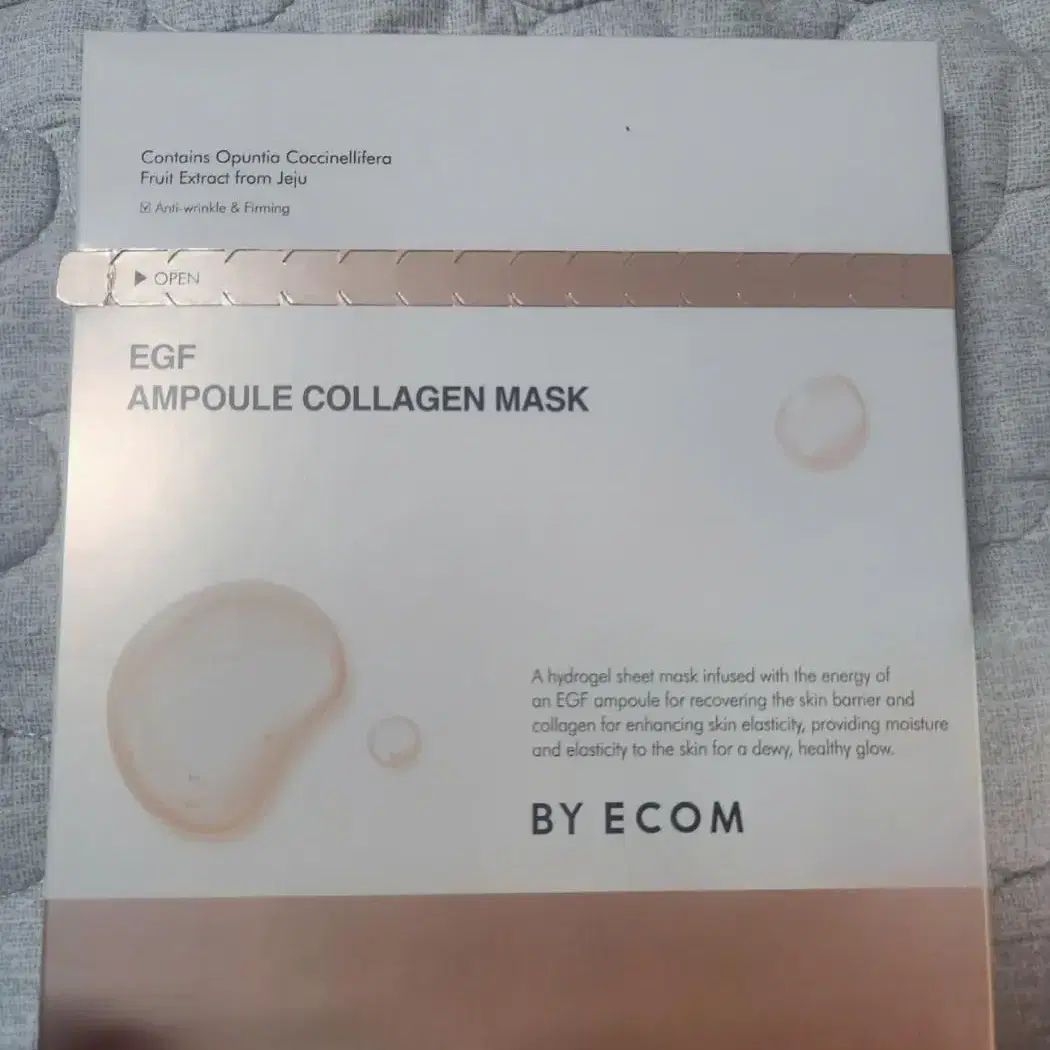 Contains Opuntia Coccinellifera
Fruit Extract from Jeju
☑ Anti-wrinkle & Firming
▶ OPEN
EGF
AMPOULE COLLAGEN MASK
A hydrogel sheet mask infused with the energy of
an EGF ampoule for recovering the skin barrier and
collagen for enhancing skin elasticity, providing moisture
and elasticity to the skin for a dewy, healthy glow.
BY ECOM